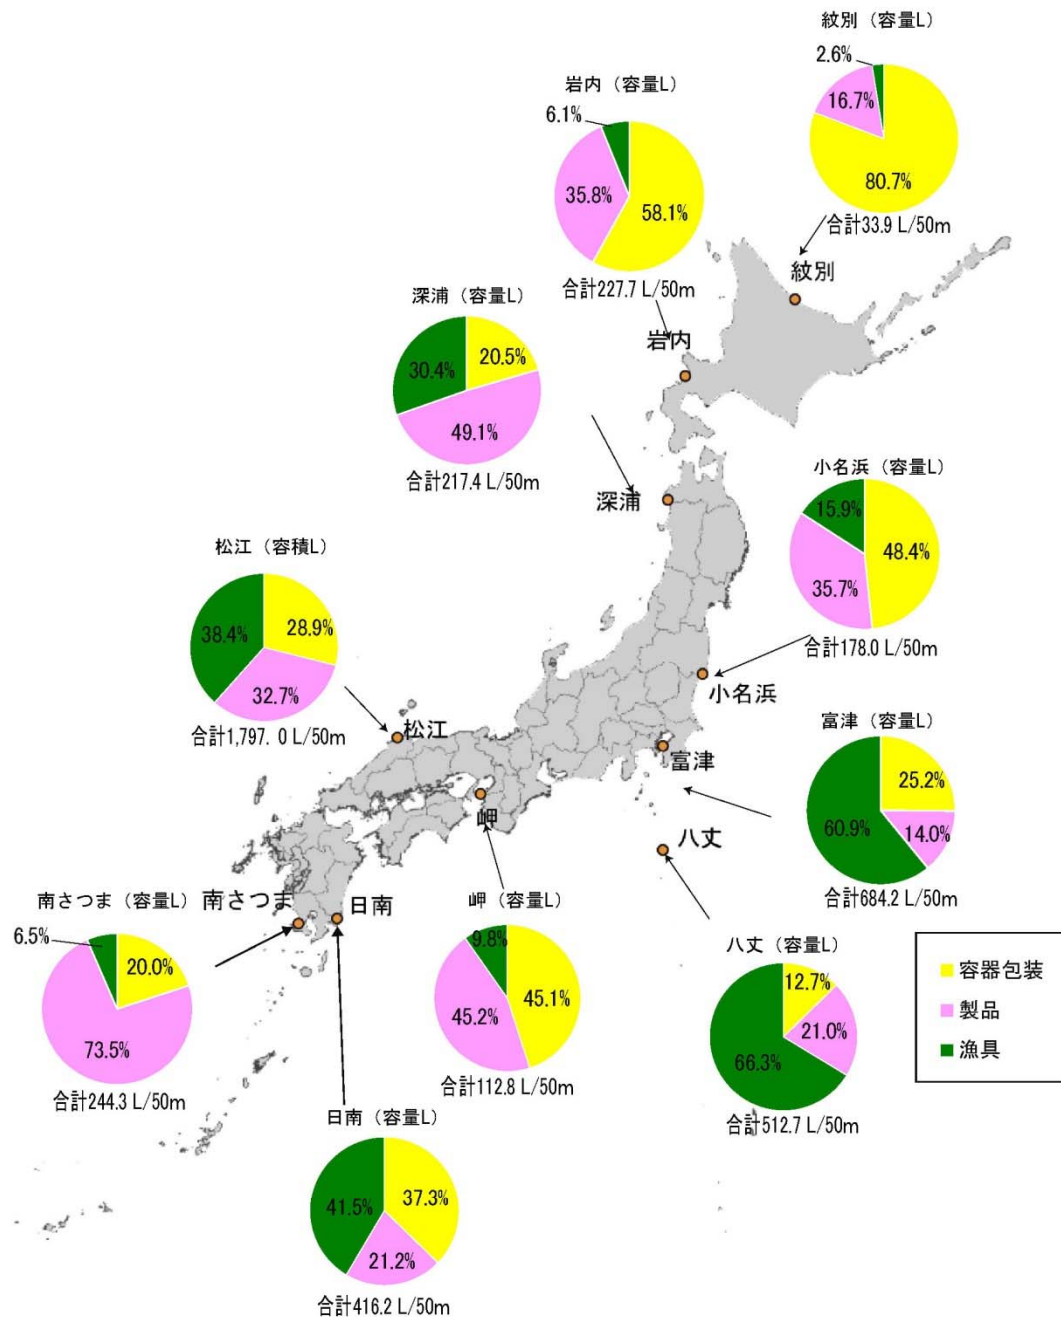 紋別（容量L）
2.6%
16.7%
80.7%
合計33.9 L/50m
岩内（容量L）
6.1%
35.8%
58.1%
合計227.7 L/50m
紋別
岩内
深浦（容量L）
30.4%
20.5%
49.1%
合計217.4 L/50m
深浦
小名浜（容量L）
15.9%
48.4%
35.7%
合計178.0 L/50m
小名浜
松江（容積L）
38.4%
28.9%
32.7%
合計1,797. 0 L/50m
松江
富津
富津（容量L）
25.2%
60.9%
14.0%
合計684.2 L/50m
岬
八丈
南さつま（容量L）
6.5%
20.0%
73.5%
合計244.3 L/50m
南さつま
日南
岬（容量L）
9.8%
45.1%
45.2%
合計112.8 L/50m
八丈（容量L）
12.7%
21.0%
66.3%
合計512.7 L/50m
容器包装
製品
漁具
日南（容量L）
41.5%
37.3%
21.2%
合計416.2 L/50m